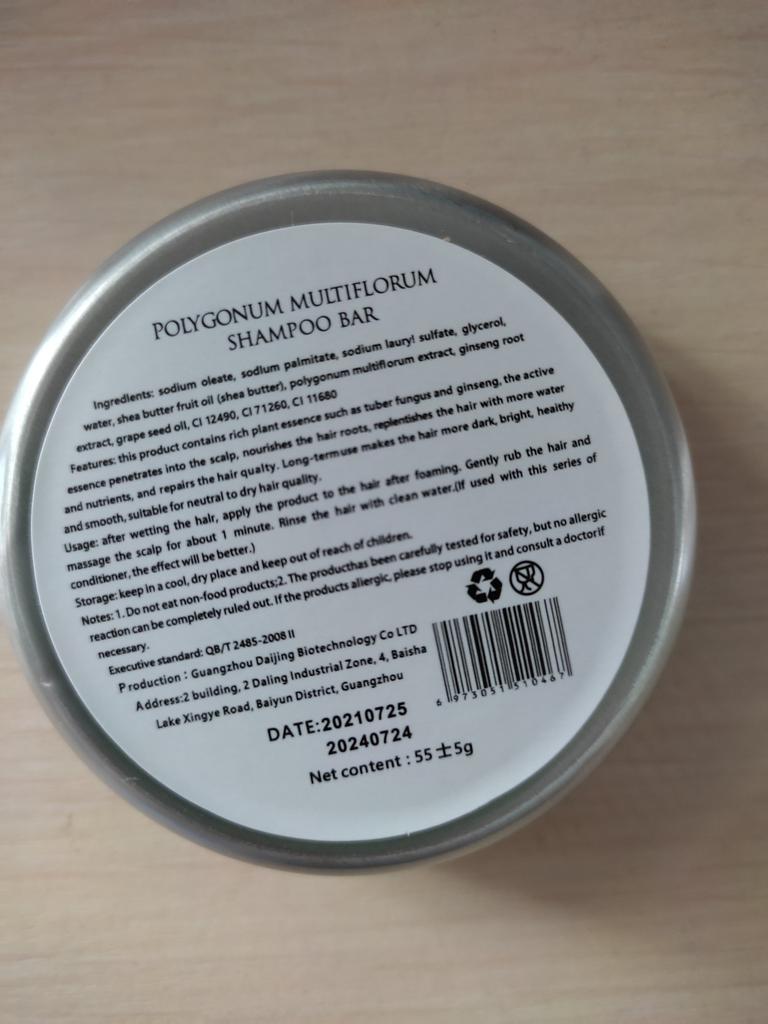 POLYGONUM MULTIFLORUM
SHAMPOO BAR
Ingredients: sodium oleate, sodlum palmitate, sodium laury! sulfate, glycerol,
water, shea butter fruit oil (shea butter), polygonum multiflorum extract, ginseng root
extract, grape seed oil, CI 12490, CI 71260, CI 11680
Features: this product contains rich plant essence such as tuber fungus and ginseng, the active
essence penetrates into the scalp, nourishes the hair roots, replentishes the hair with more water
and nutrients, and repairs the hair qualty. Long-term use makes the hair more dark, bright, healthy
and smooth, suitable for neutral to dry hair quality.
Usage: after wetting the hair, apply the product to the hair after foaming. Gently rub the hair and
massage the scalp for about 1 minute. Rinse the hair with clean water.(If used with this series of
conditioner, the effect will be better.)
Storage: keep in a cool, dry place and keep out of reach of children.
Notes: 1. Do not eat non-food products;2. The producthas been carefully tested for safety, but no allergic
reaction can be completely ruled out. If the products allergic, please stop using it and consult a doctorif
necessary.
Executive standard: QB/T 2485-2008 II
Production : Guangzhou Daijing Biotechnology Co LTD
Address:2 building, 2 Daling Industrial Zone, 4, Baisha
Lake Xingye Road, Baiyun District, Guangzhou
6 973051 510467
DATE:20210725
20240724
Net content : 55±5g